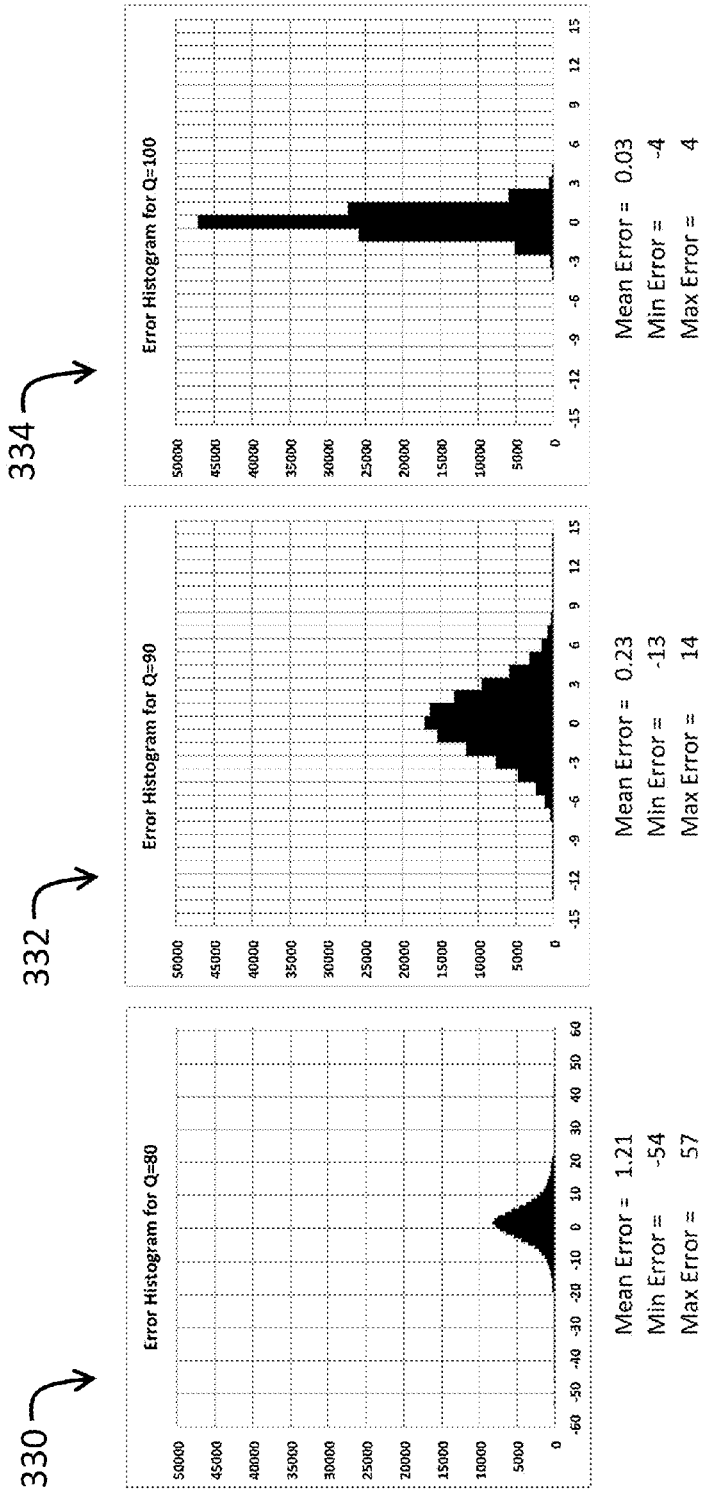 330
Error Histogram for Q=80
50000
45000
40000
35000
30000
25000
20000
15000
10000
5000
0
-60 -50 -40 -30 -20 -10 0 10 20 30 40 50 60
Mean Error = 1.21
Min Error = -54
Max Error = 57
332
Error Histogram for Q=90
50000
45000
40000
35000
30000
25000
20000
15000
10000
5000
0
-15 -12 -9 -6 -3 0 3 6 9 12 15
Mean Error = 0.23
Min Error = -13
Max Error = 14
334
Error Histogram for Q=100
50000
45000
40000
35000
30000
25000
20000
15000
10000
5000
0
-15 -12 -9 -6 -3 0 3 6 9 12 15
Mean Error = 0.03
Min Error = -4
Max Error = 4